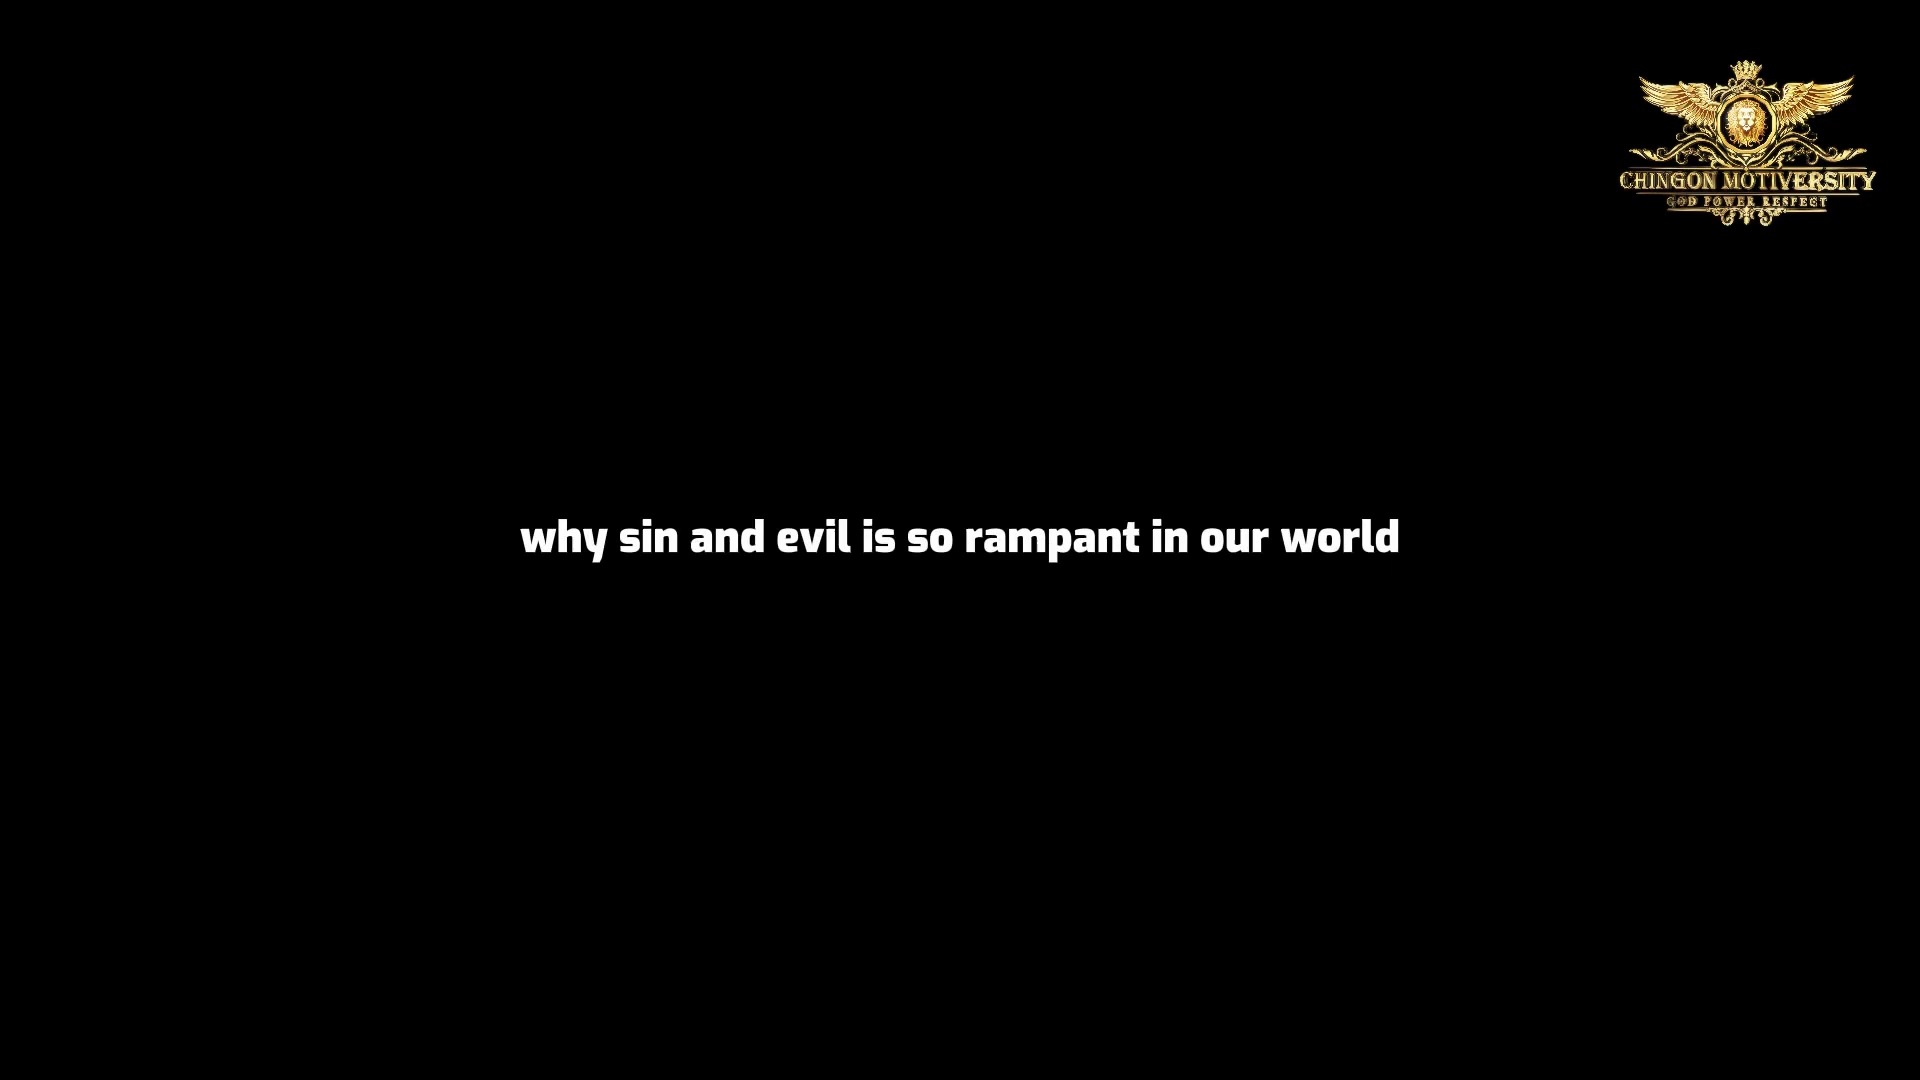 CHINGON MOTIVERSITY
GOD POWER RESPECT
why sin and evil is so rampant in our world